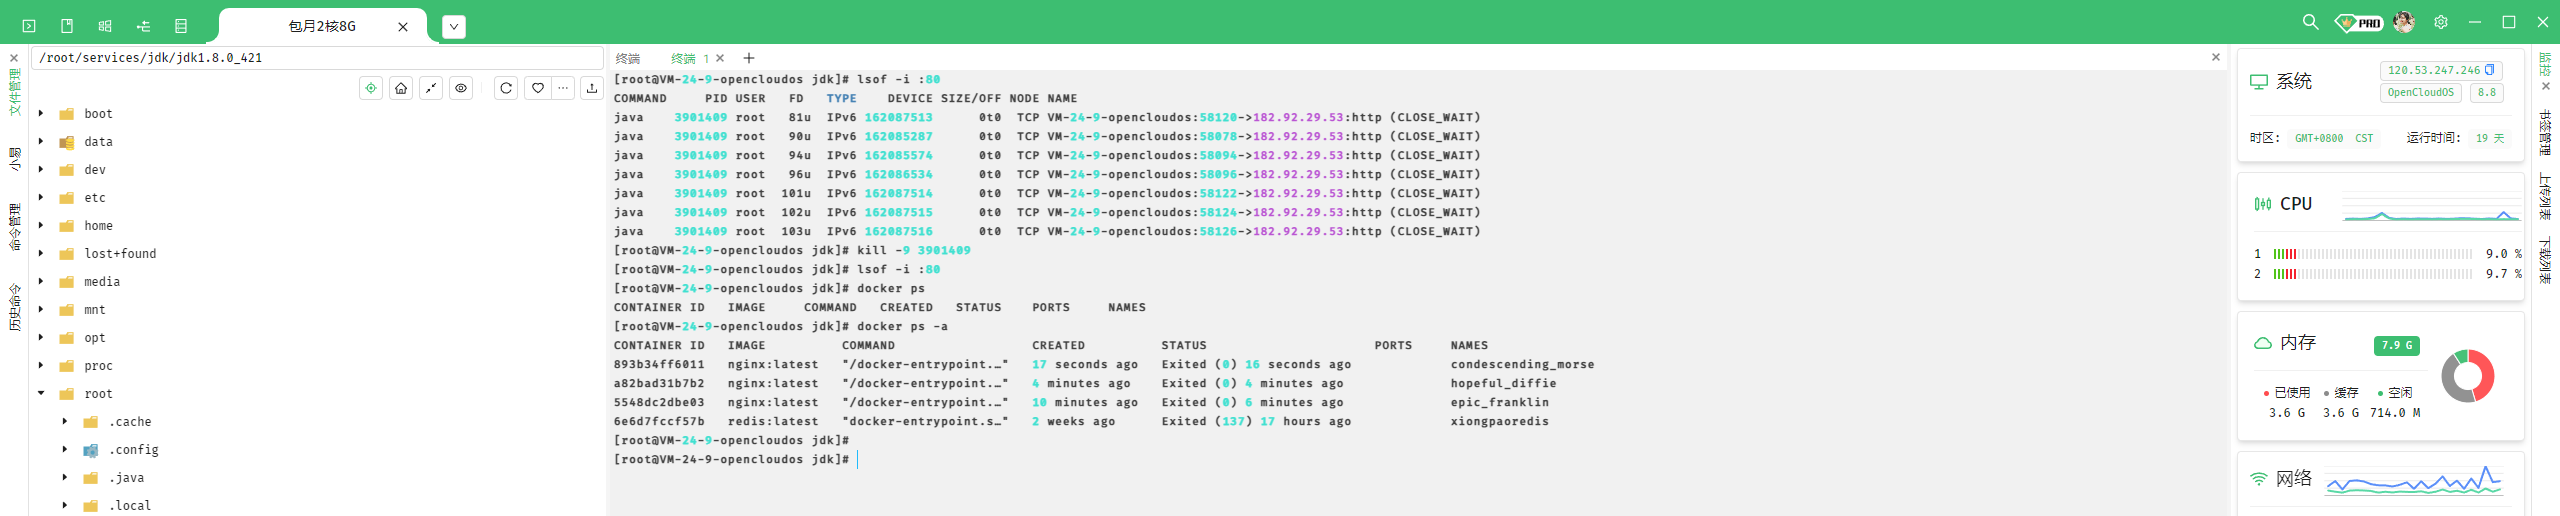 包月2核8G
PRO
文件管理
小易
命令管理
历史命令
/root/services/jdk/jdk1.8.0_421
boot
data
dev
etc
home
lost+found
media
mnt
opt
proc
root
.cache
.config
.java
.local
终端
终端 1
[root@VM-24-9-opencloudos jdk]# lsof -i :80
COMMAND     PID USER   FD   TYPE    DEVICE SIZE/OFF NODE NAME
java    3901409 root   81u  IPv6 162087513      0t0  TCP VM-24-9-opencloudos:58120->182.92.29.53:http (CLOSE_WAIT)
java    3901409 root   90u  IPv6 162085287      0t0  TCP VM-24-9-opencloudos:58078->182.92.29.53:http (CLOSE_WAIT)
java    3901409 root   94u  IPv6 162085574      0t0  TCP VM-24-9-opencloudos:58094->182.92.29.53:http (CLOSE_WAIT)
java    3901409 root   96u  IPv6 162086534      0t0  TCP VM-24-9-opencloudos:58096->182.92.29.53:http (CLOSE_WAIT)
java    3901409 root  101u  IPv6 162087514      0t0  TCP VM-24-9-opencloudos:58122->182.92.29.53:http (CLOSE_WAIT)
java    3901409 root  102u  IPv6 162087515      0t0  TCP VM-24-9-opencloudos:58124->182.92.29.53:http (CLOSE_WAIT)
java    3901409 root  103u  IPv6 162087516      0t0  TCP VM-24-9-opencloudos:58126->182.92.29.53:http (CLOSE_WAIT)
[root@VM-24-9-opencloudos jdk]# kill -9 3901409
[root@VM-24-9-opencloudos jdk]# lsof -i :80
[root@VM-24-9-opencloudos jdk]# docker ps
CONTAINER ID   IMAGE     COMMAND   CREATED   STATUS    PORTS     NAMES
[root@VM-24-9-opencloudos jdk]# docker ps -a
CONTAINER ID   IMAGE          COMMAND                  CREATED          STATUS                      PORTS     NAMES
893b34ff6011   nginx:latest   "/docker-entrypoint.…"   17 seconds ago   Exited (0) 16 seconds ago             condescending_morse
a82bad31b7b2   nginx:latest   "/docker-entrypoint.…"   4 minutes ago    Exited (0) 4 minutes ago              hopeful_diffie
5548dc2dbe03   nginx:latest   "/docker-entrypoint.…"   10 minutes ago   Exited (0) 6 minutes ago              epic_franklin
6e6d7fccf57b   redis:latest   "docker-entrypoint.s…"   2 weeks ago      Exited (137) 17 hours ago             xiongpaoredis
[root@VM-24-9-opencloudos jdk]#
[root@VM-24-9-opencloudos jdk]#
系统
120.53.247.246
OpenCloudOS 8.8
时区: GMT+0800 CST 运行时间: 19 天
CPU
1 9.0 %
2 9.7 %
内存 7.9 G
已使用 缓存 空闲
3.6 G 3.6 G 714.0 M
网络
监控
书签管理
上传列表
下载列表